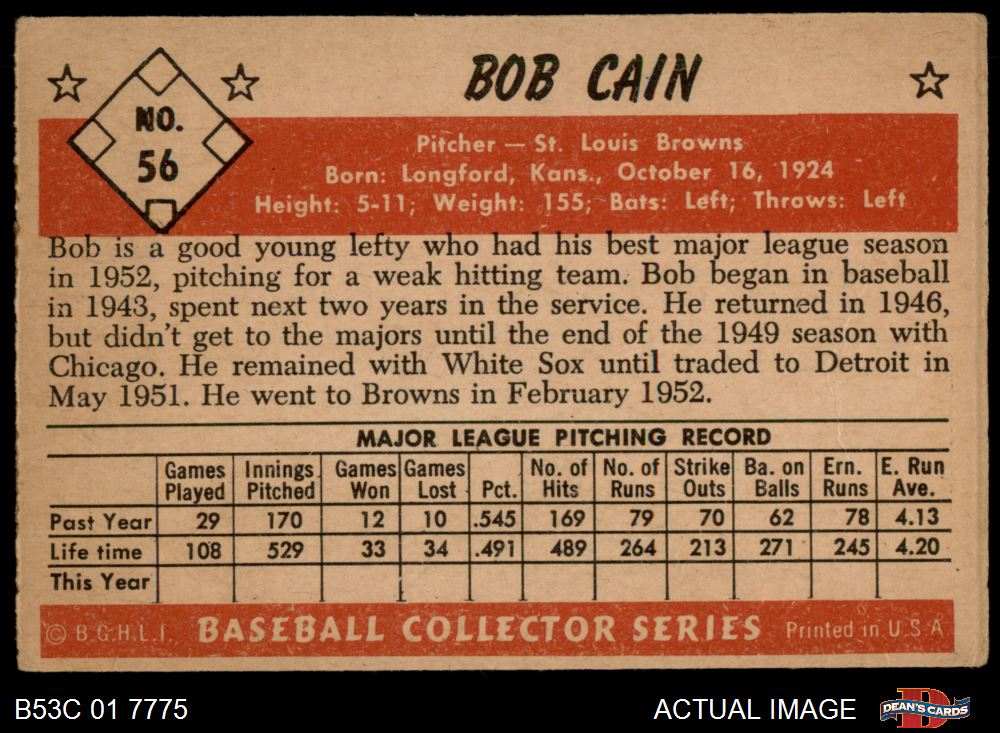 BOB CAIN
NO.
56
Pitcher — St. Louis Browns
Born: Longford, Kans., October 16, 1924
Height: 5-11; Weight: 155; Bats: Left; Throws: Left
Bob is a good young lefty who had his best major league season
in 1952, pitching for a weak hitting team. Bob began in baseball
in 1943, spent next two years in the service. He returned in 1946,
but didn't get to the majors until the end of the 1949 season with
Chicago. He remained with White Sox until traded to Detroit in
May 1951. He went to Browns in February 1952.
MAJOR LEAGUE PITCHING RECORD
Games Played Innings Pitched Games Won Games Lost Pct. No. of Hits No. of Runs Strike Outs Ba. on Balls Ern. Runs E. Run Ave.
Past Year 29 170 12 10 .545 169 79 70 62 78 4.13
Life time 108 529 33 34 .491 489 264 213 271 245 4.20
This Year
© B.G.H.L.I. BASEBALL COLLECTOR SERIES Printed in U.S.A
B53C 01 7775 ACTUAL IMAGE D DEAN'S CARDS